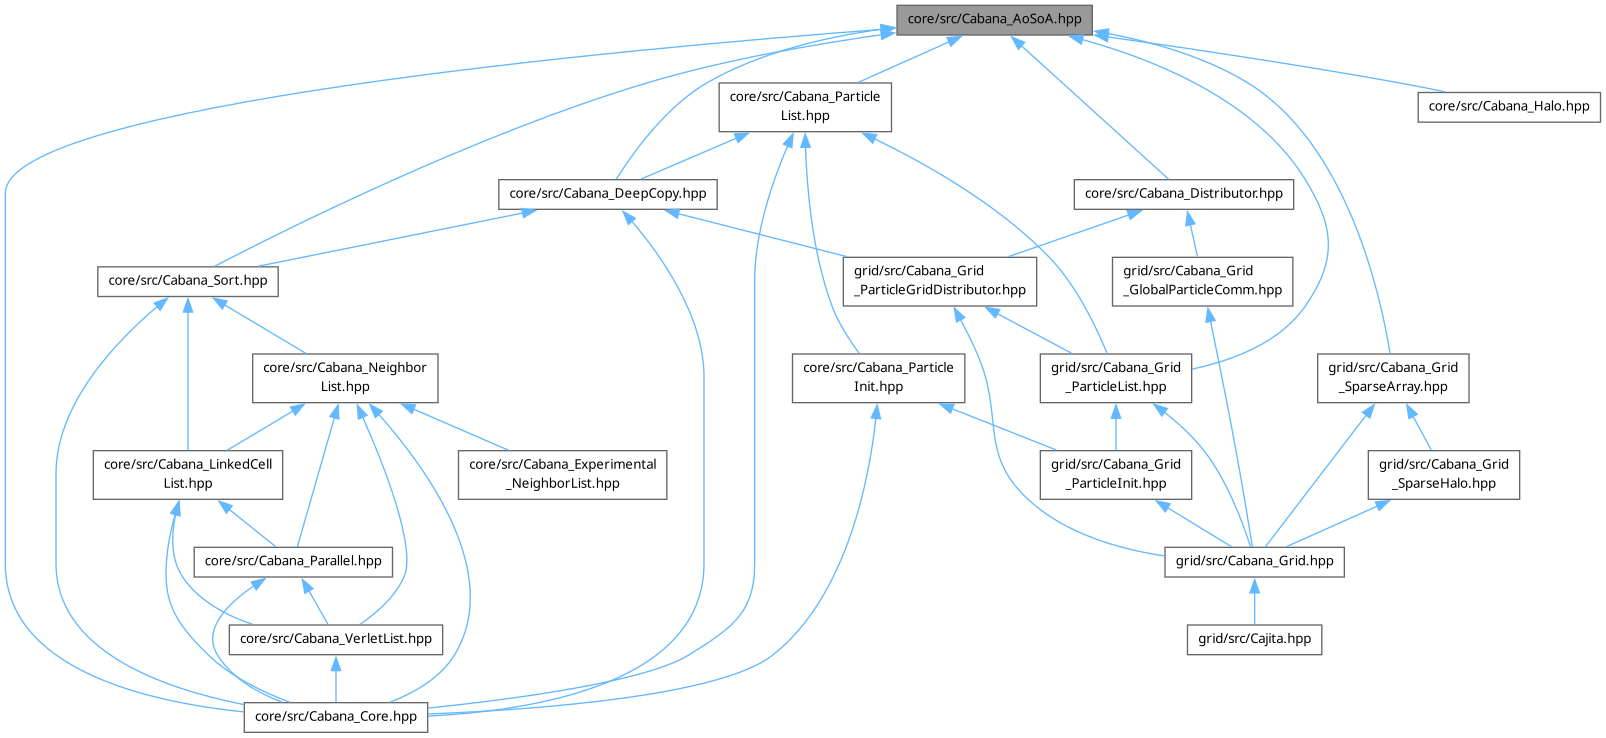 core/src/Cabana_AoSoA.hpp
core/src/Cabana_Particle
List.hpp
core/src/Cabana_Halo.hpp
core/src/Cabana_DeepCopy.hpp
core/src/Cabana_Distributor.hpp
core/src/Cabana_Sort.hpp
grid/src/Cabana_Grid
_ParticleGridDistributor.hpp
grid/src/Cabana_Grid
_GlobalParticleComm.hpp
core/src/Cabana_Neighbor
List.hpp
core/src/Cabana_Particle
Init.hpp
grid/src/Cabana_Grid
_ParticleList.hpp
grid/src/Cabana_Grid
_SparseArray.hpp
core/src/Cabana_LinkedCell
List.hpp
core/src/Cabana_Experimental
_NeighborList.hpp
grid/src/Cabana_Grid
_ParticleInit.hpp
grid/src/Cabana_Grid
_SparseHalo.hpp
core/src/Cabana_Parallel.hpp
grid/src/Cabana_Grid.hpp
core/src/Cabana_VerletList.hpp
grid/src/Cajita.hpp
core/src/Cabana_Core.hpp